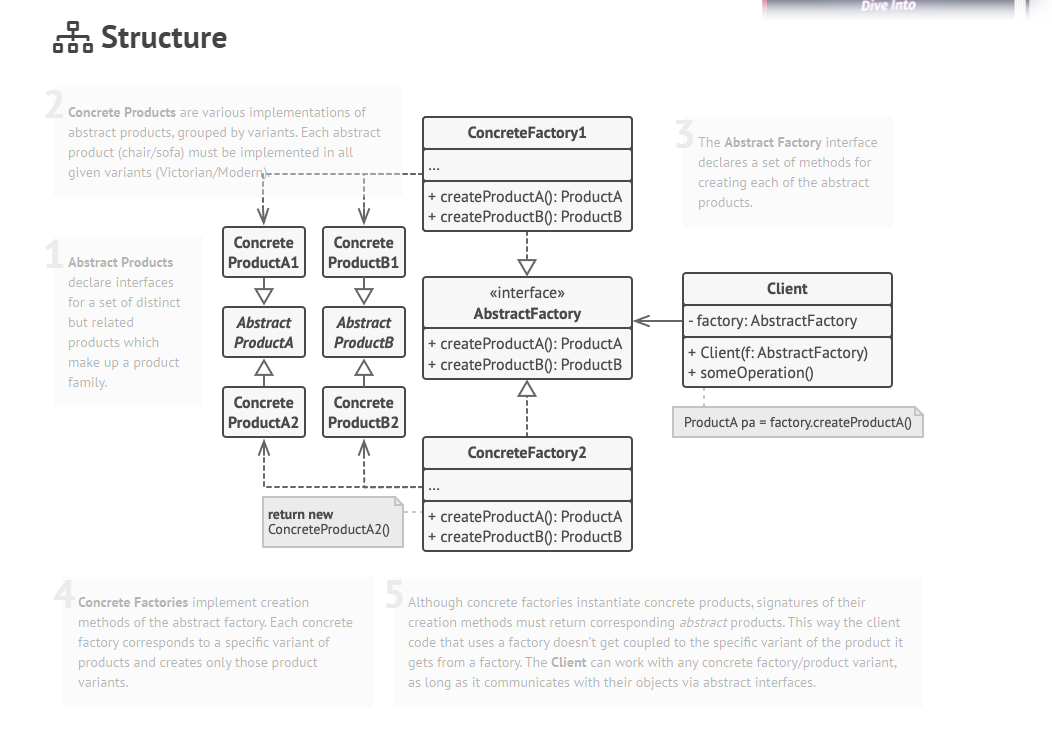 Dive Into
Structure
2
Concrete Products are various implementations of
abstract products, grouped by variants. Each abstract
product (chair/sofa) must be implemented in all
given variants (Victorian/Modern).
ConcreteFactory1
...
+ createProductA(): ProductA
+ createProductB(): ProductB
3
The Abstract Factory interface
declares a set of methods for
creating each of the abstract
products.
1
Abstract Products
declare interfaces
for a set of distinct
but related
products which
make up a product
family.
Concrete
ProductA1
Concrete
ProductB1
Abstract
ProductA
Abstract
ProductB
Concrete
ProductA2
Concrete
ProductB2
«interface»
AbstractFactory
+ createProductA(): ProductA
+ createProductB(): ProductB
Client
- factory: AbstractFactory
+ Client(f: AbstractFactory)
+ someOperation()
ProductA pa = factory.createProductA()
ConcreteFactory2
...
+ createProductA(): ProductA
+ createProductB(): ProductB
return new
ConcreteProductA2()
4
Concrete Factories implement creation
methods of the abstract factory. Each concrete
factory corresponds to a specific variant of
products and creates only those product
variants.
5
Although concrete factories instantiate concrete products, signatures of their
creation methods must return corresponding abstract products. This way the client
code that uses a factory doesn't get coupled to the specific variant of the product it
gets from a factory. The Client can work with any concrete factory/product variant,
as long as it communicates with their objects via abstract interfaces.